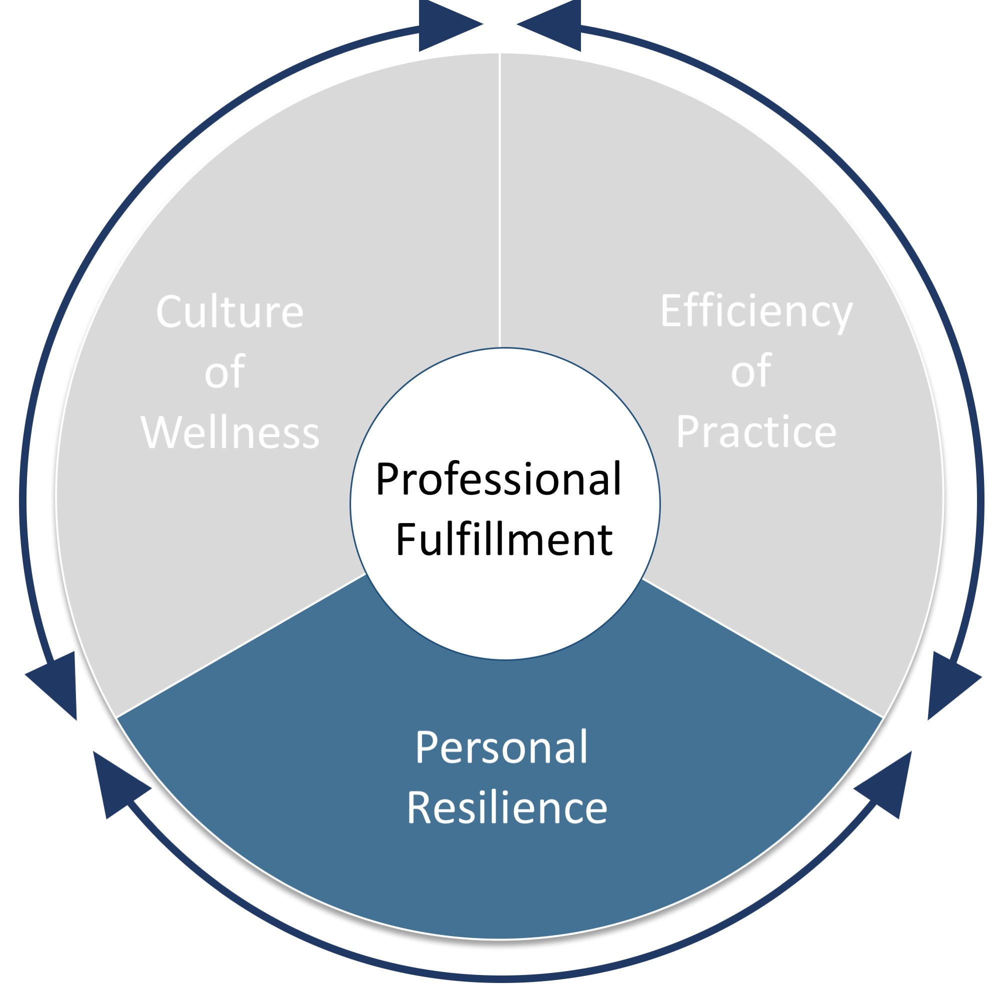 Culture
of
Wellness
Efficiency
of
Practice
Professional
Fulfillment
Personal
Resilience